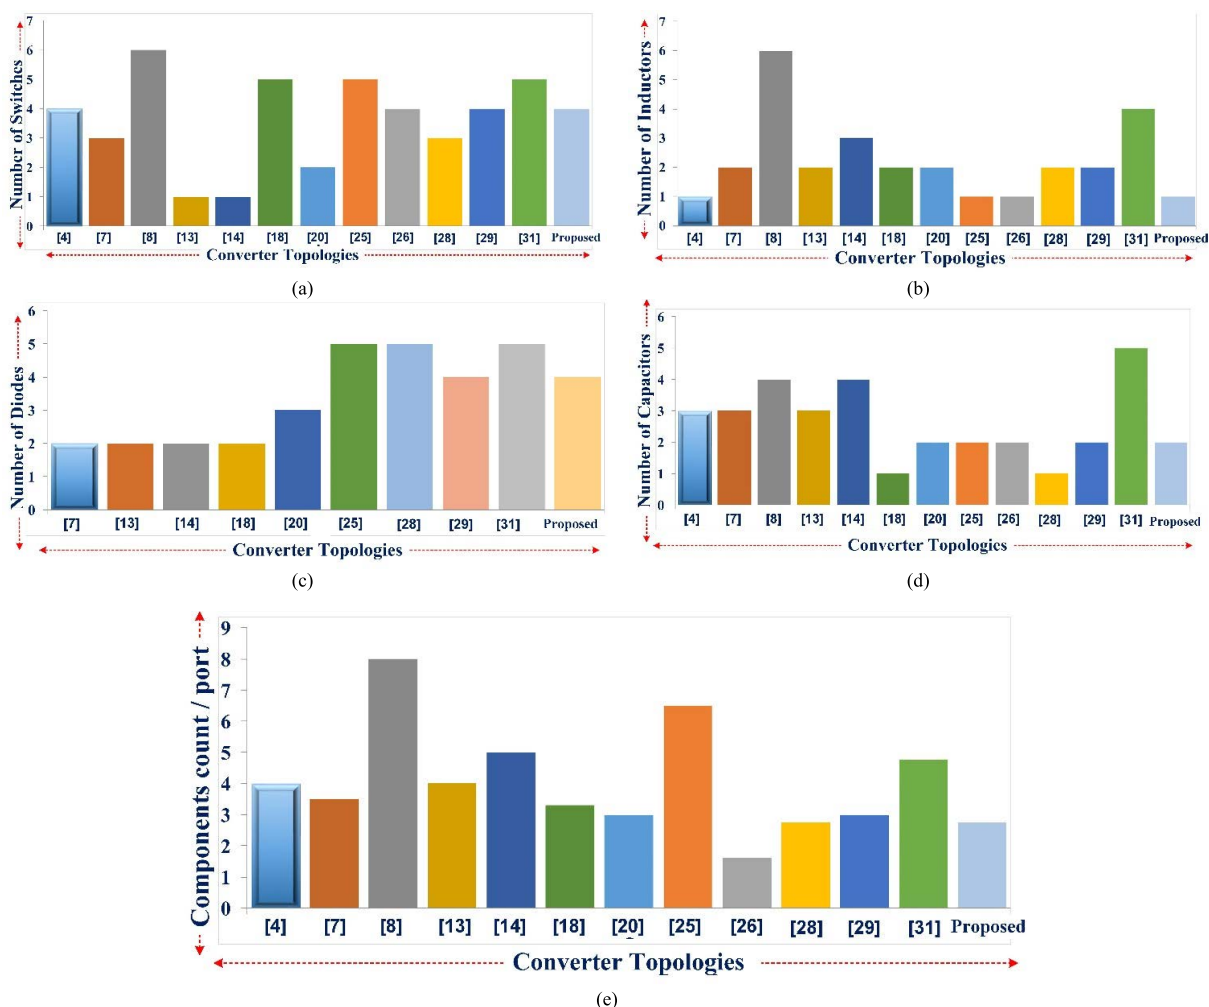 7
6
5
4
3
2
1
0
Number of Switches
[4] [7] [8] [13] [14] [18] [20] [25] [26] [28] [29] [31] Proposed
Converter Topologies
(a)
7
6
5
4
3
2
1
0
Number of Inductors
[4] [7] [8] [13] [14] [18] [20] [25] [26] [28] [29] [31] Proposed
Converter Topologies
(b)
6
5
4
3
2
1
0
Number of Diodes
[7] [13] [14] [18] [20] [25] [28] [29] [31] Proposed
Converter Topologies
(c)
6
5
4
3
2
1
0
Number of Capacitors
[4] [7] [8] [13] [14] [18] [20] [25] [26] [28] [29] [31] Proposed
Converter Topologies
(d)
9
8
7
6
5
4
3
2
1
0
Components count / port
[4] [7] [8] [13] [14] [18] [20] [25] [26] [28] [29] [31] Proposed
Converter Topologies
(e)